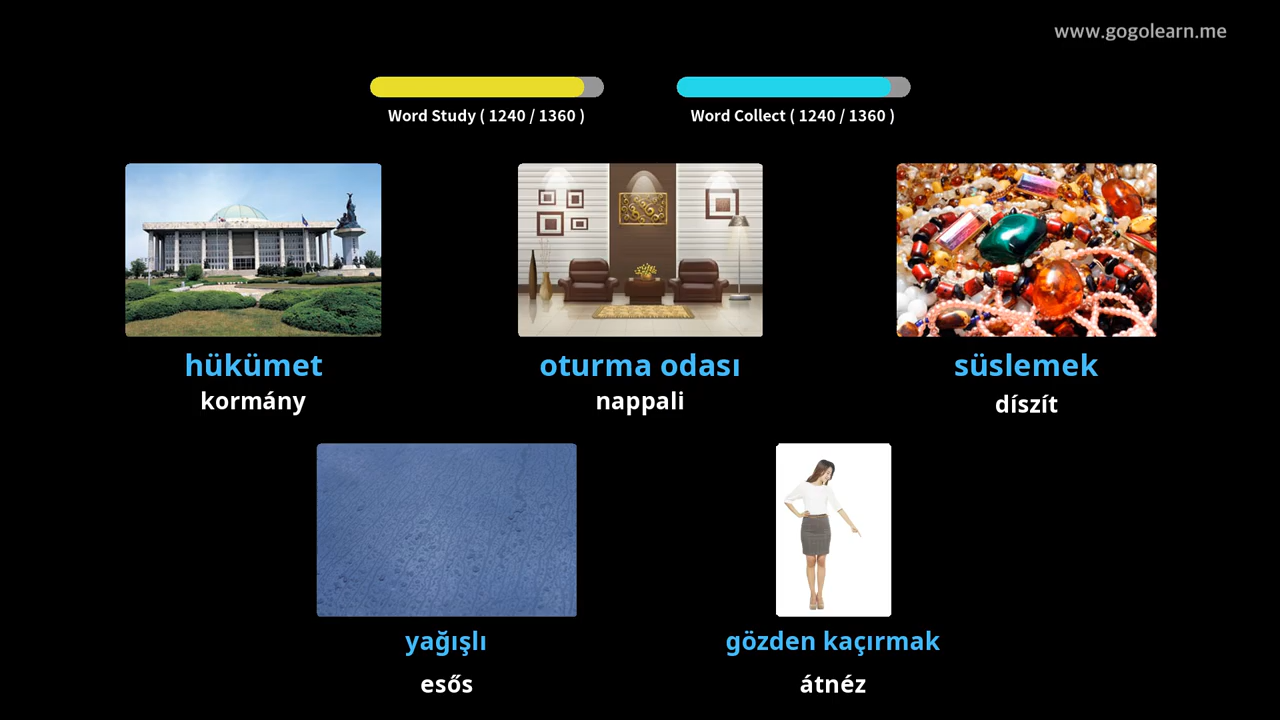 www.gogolearn.me
Word Study ( 1240 / 1360 )
Word Collect ( 1240 / 1360 )
hükümet
kormány
oturma odası
nappali
süslemek
díszít
yağışlı
esős
gözden kaçırmak
átnéz